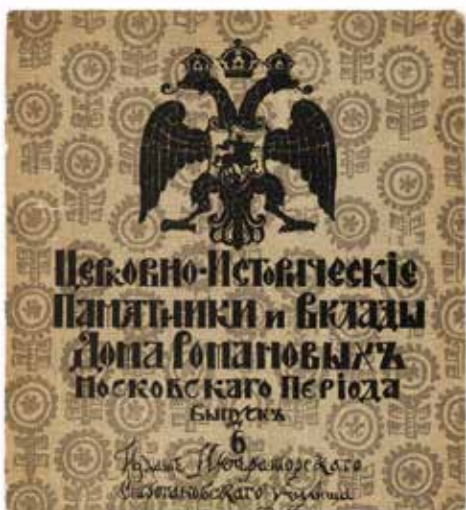 Церковно-Историческіе
Памятники и Вклады
Дома Романовыхъ
Московскаго Періода
Выпускъ
6
Изданіе Императорскаго
Строгановскаго училища